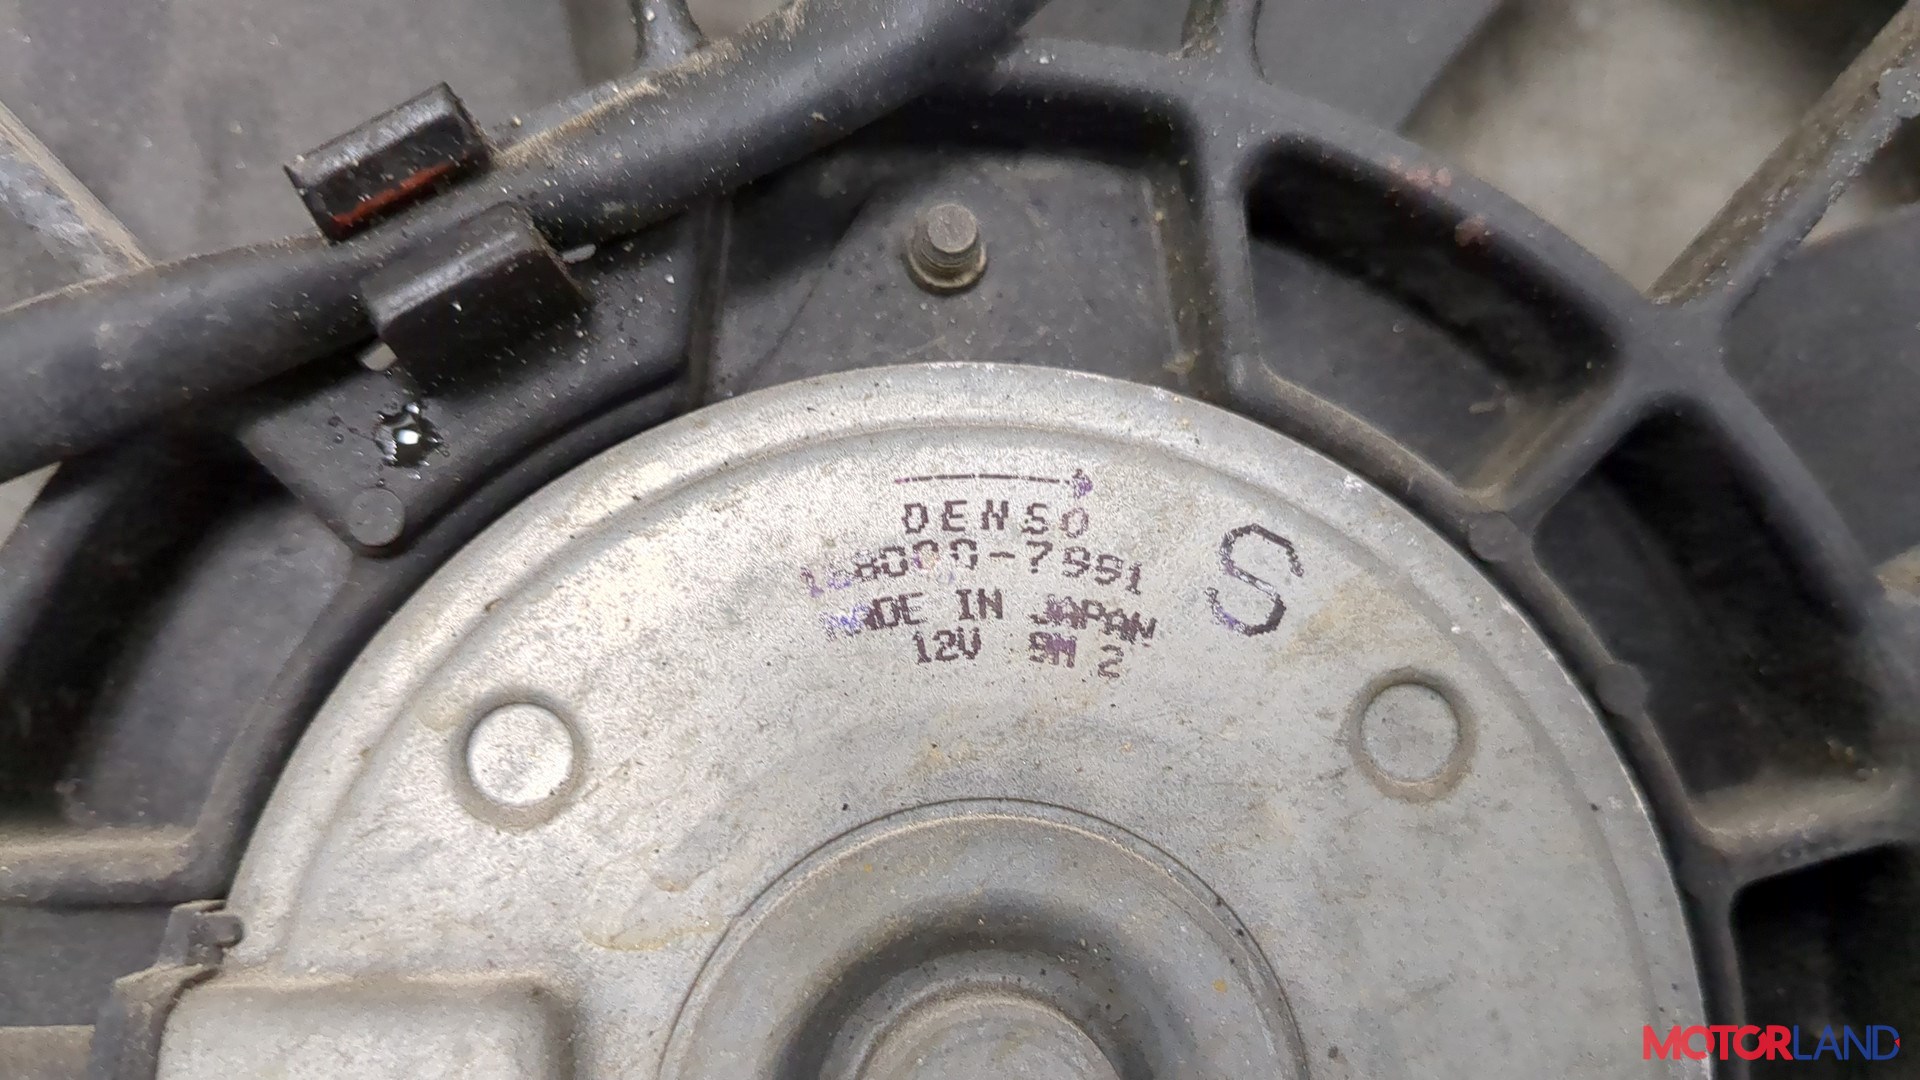 DENSO
168000-7991
MADE IN JAPAN
12V 9M 2
S
MOTORLAND